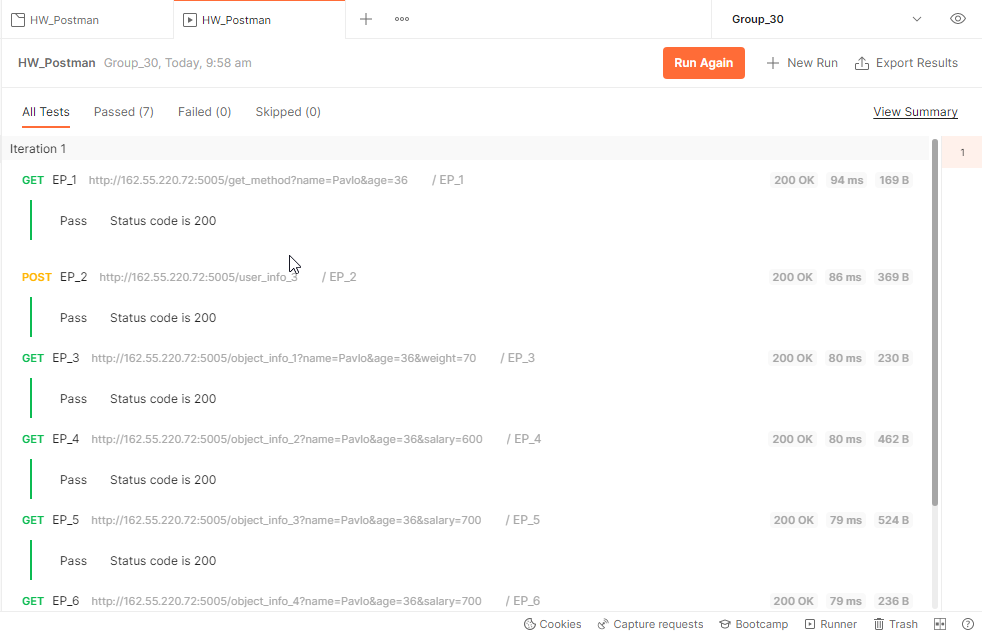 HW_Postman HW_Postman Group_30
HW_Postman Group_30, Today, 9:58 am Run Again New Run Export Results
All Tests Passed (7) Failed (0) Skipped (0) View Summary
Iteration 1 1
GET EP_1 http://162.55.220.72:5005/get_method?name=Pavlo&age=36 / EP_1 200 OK 94 ms 169 B
Pass Status code is 200
POST EP_2 http://162.55.220.72:5005/user_info_3 / EP_2 200 OK 86 ms 369 B
Pass Status code is 200
GET EP_3 http://162.55.220.72:5005/object_info_1?name=Pavlo&age=36&weight=70 / EP_3 200 OK 80 ms 230 B
Pass Status code is 200
GET EP_4 http://162.55.220.72:5005/object_info_2?name=Pavlo&age=36&salary=600 / EP_4 200 OK 80 ms 462 B
Pass Status code is 200
GET EP_5 http://162.55.220.72:5005/object_info_3?name=Pavlo&age=36&salary=700 / EP_5 200 OK 79 ms 524 B
Pass Status code is 200
GET EP_6 http://162.55.220.72:5005/object_info_4?name=Pavlo&age=36&salary=700 / EP_6 200 OK 79 ms 236 B
Cookies Capture requests Bootcamp Runner Trash